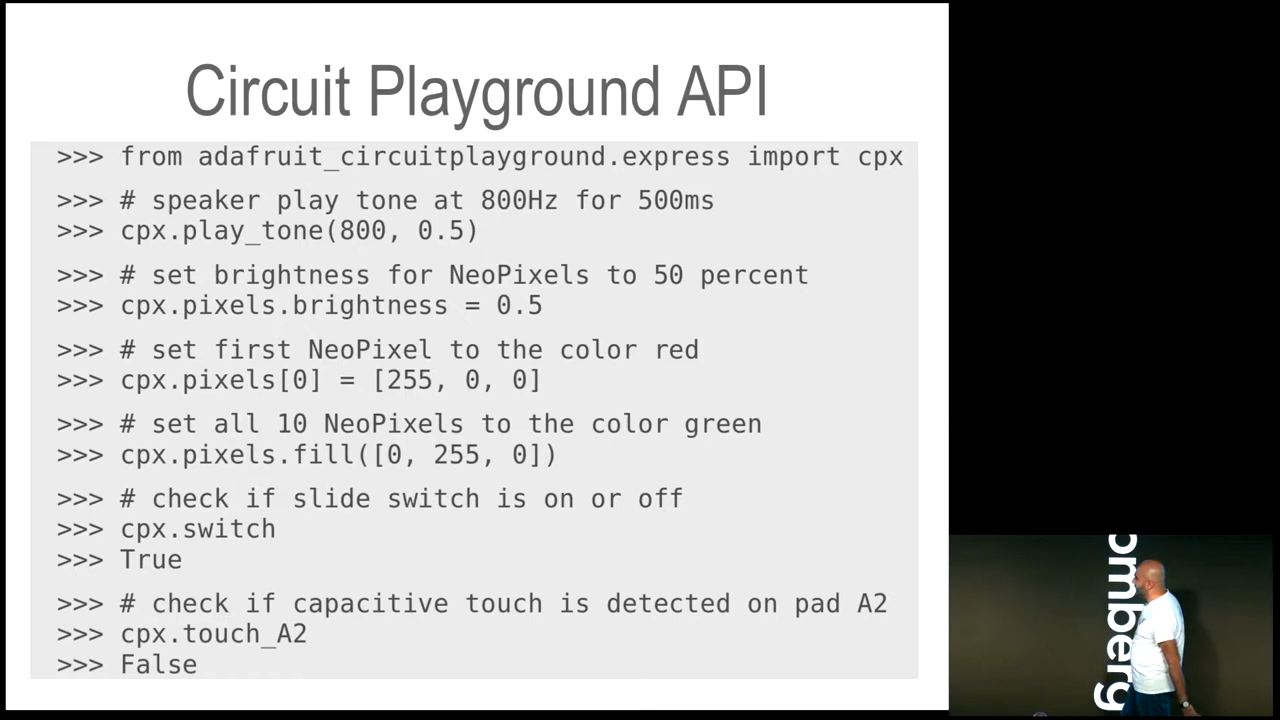 Circuit Playground API
>>> from adafruit_circuitplayground.express import cpx
>>> # speaker play tone at 800Hz for 500ms
>>> cpx.play_tone(800, 0.5)
>>> # set brightness for NeoPixels to 50 percent
>>> cpx.pixels.brightness = 0.5
>>> # set first NeoPixel to the color red
>>> cpx.pixels[0] = [255, 0, 0]
>>> # set all 10 NeoPixels to the color green
>>> cpx.pixels.fill([0, 255, 0])
>>> # check if slide switch is on or off
>>> cpx.switch
>>> True
>>> # check if capacitive touch is detected on pad A2
>>> cpx.touch_A2
>>> False
omberg